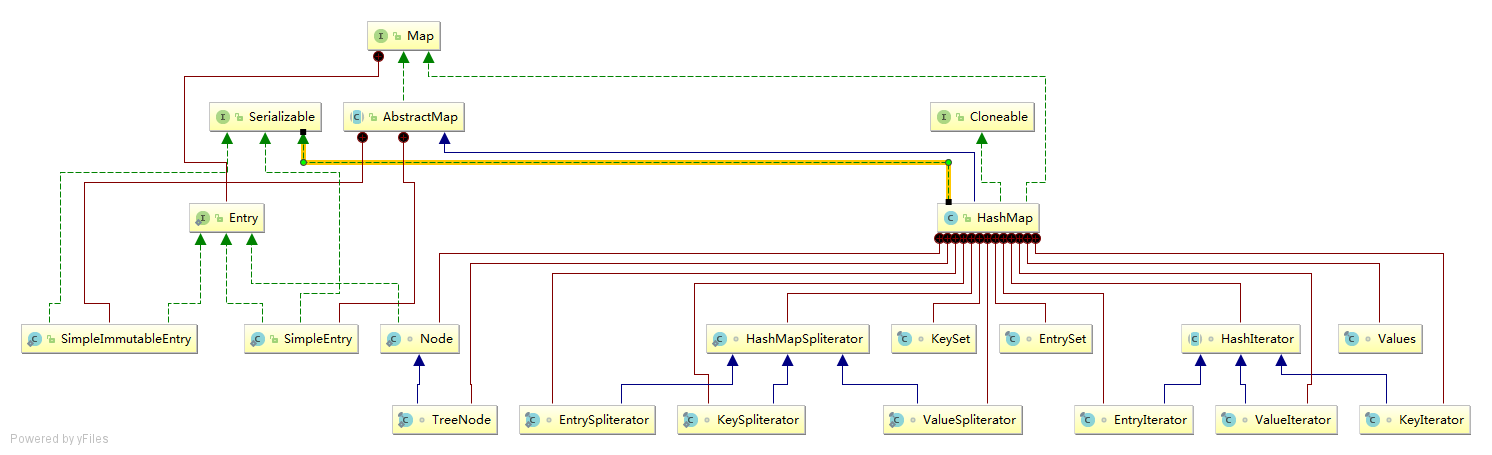 Map
Serializable
AbstractMap
Cloneable
Entry
HashMap
SimpleImmutableEntry
SimpleEntry
Node
HashMapSpliterator
KeySet
EntrySet
HashIterator
Values
TreeNode
EntrySpliterator
KeySpliterator
ValueSpliterator
EntryIterator
ValueIterator
KeyIterator
Powered by yFiles